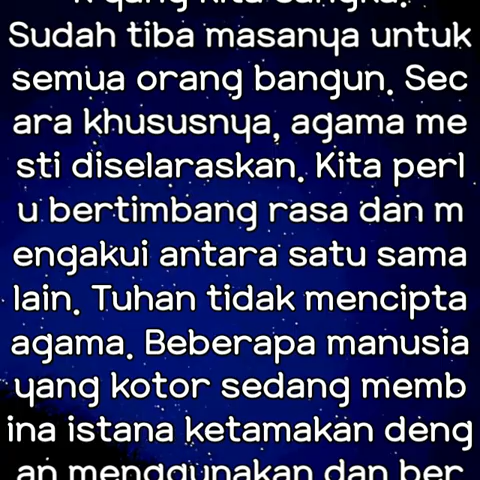 k yang kita sangka.
Sudah tiba masanya untuk
semua orang bangun. Sec
ara khususnya, agama me
sti diselaraskan. Kita perl
u bertimbang rasa dan m
engakui antara satu sama
lain. Tuhan tidak mencipta
agama. Beberapa manusia
yang kotor sedang memb
ina istana ketamakan deng
an menggunakan dan ber